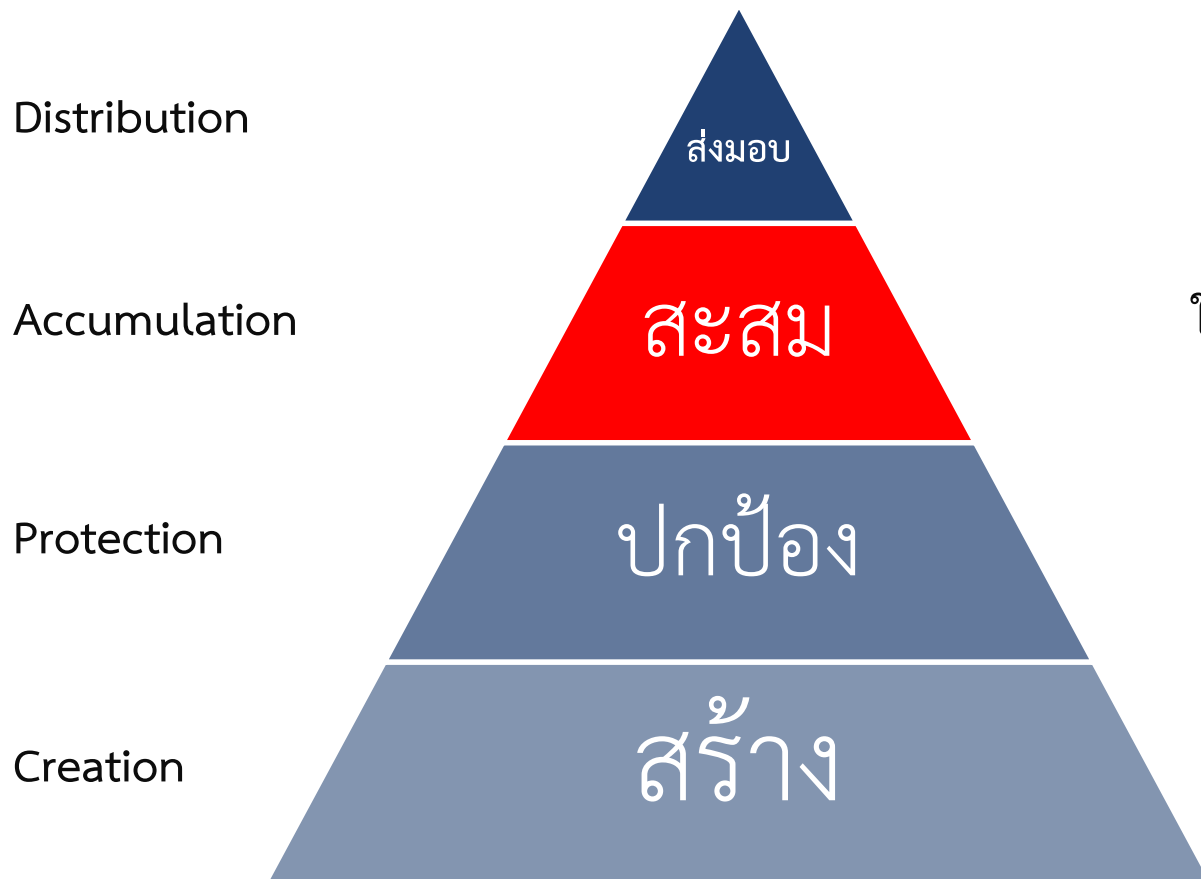 Distribution
ส่งมอบ
Accumulation
สะสม
Protection
ปกป้อง
Creation
สร้าง